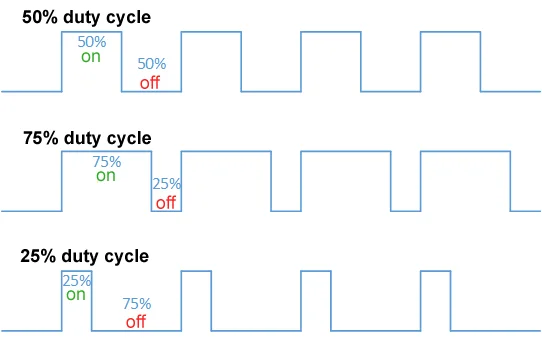 50% duty cycle
50%
on
50%
off
75% duty cycle
75%
on
25%
off
25% duty cycle
25%
on
75%
off